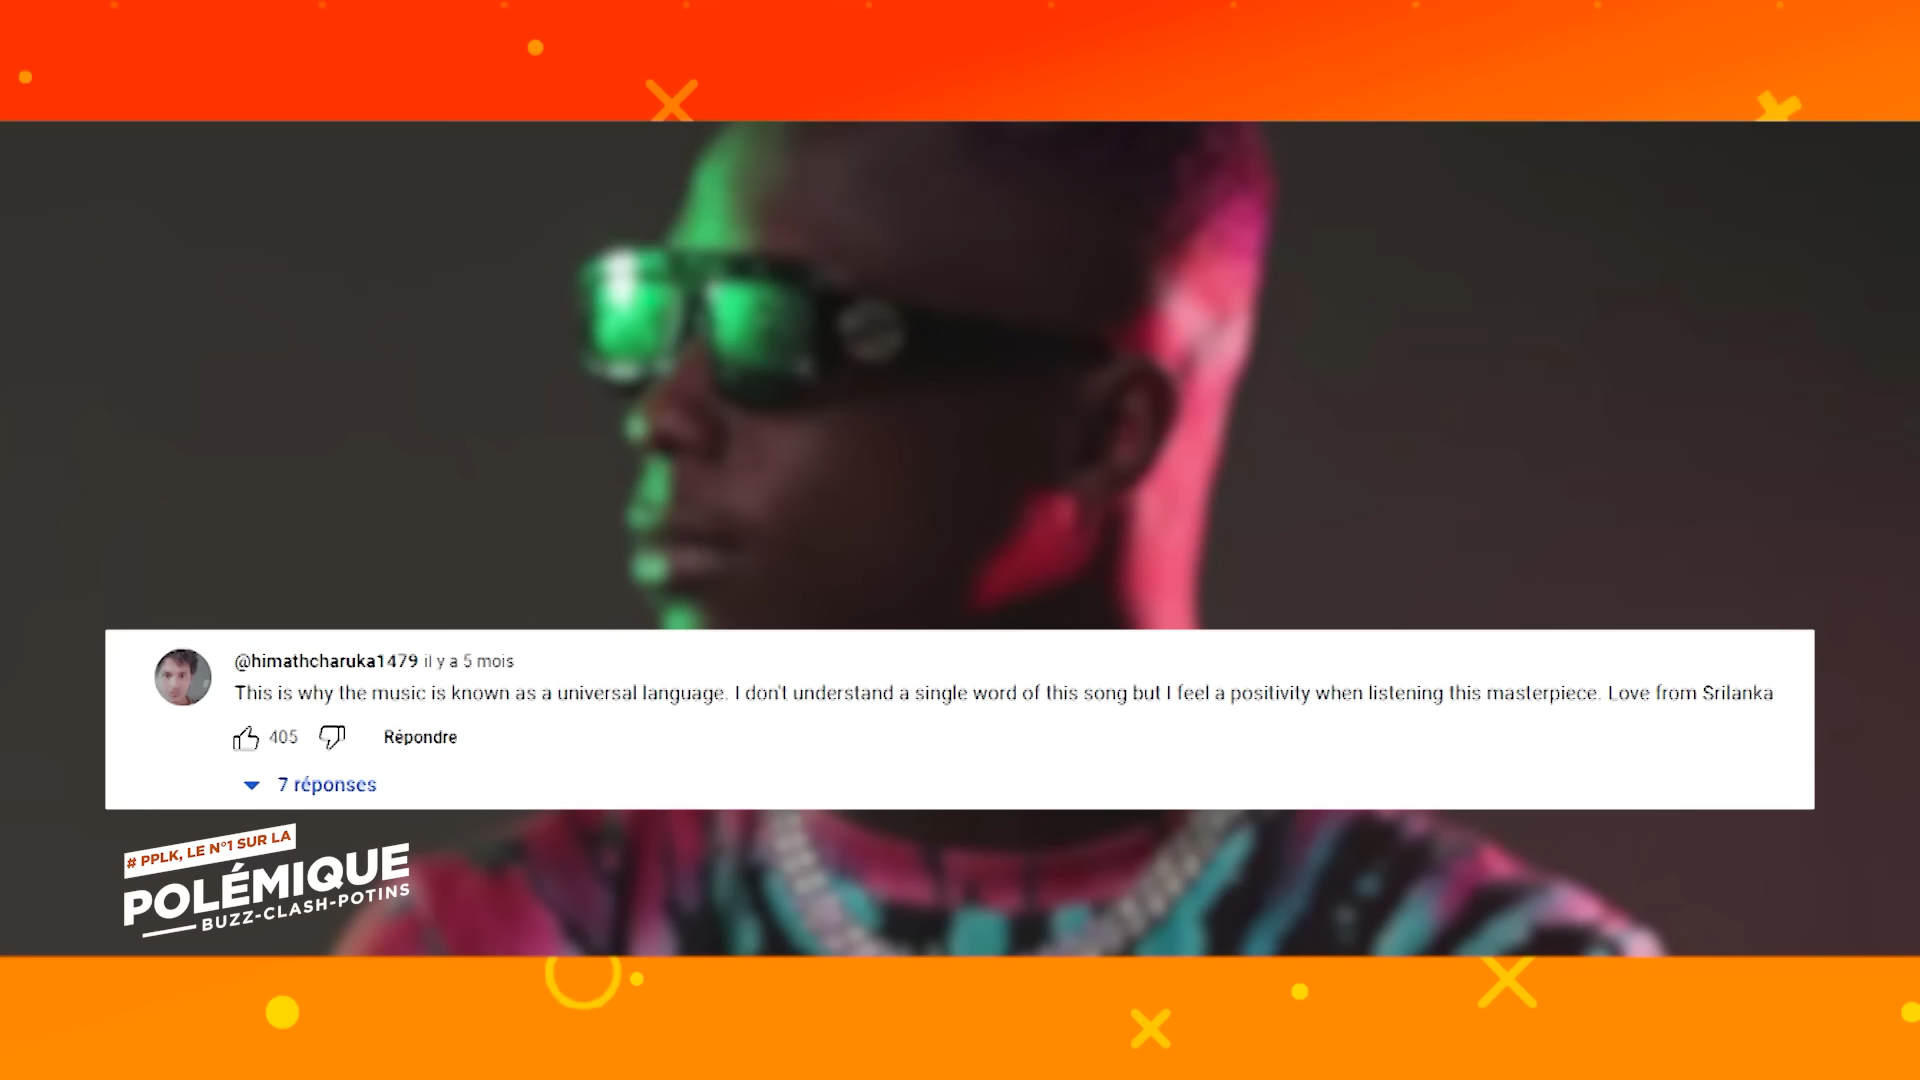 @himathcharuka1479 il y a 5 mois
This is why the music is known as a universal language. I don't understand a single word of this song but I feel a positivity when listening this masterpiece. Love from Srilanka
405 Répondre
7 réponses
# PPLK, LE N°1 SUR LA
POLÉMIQUE
BUZZ-CLASH-POTINS